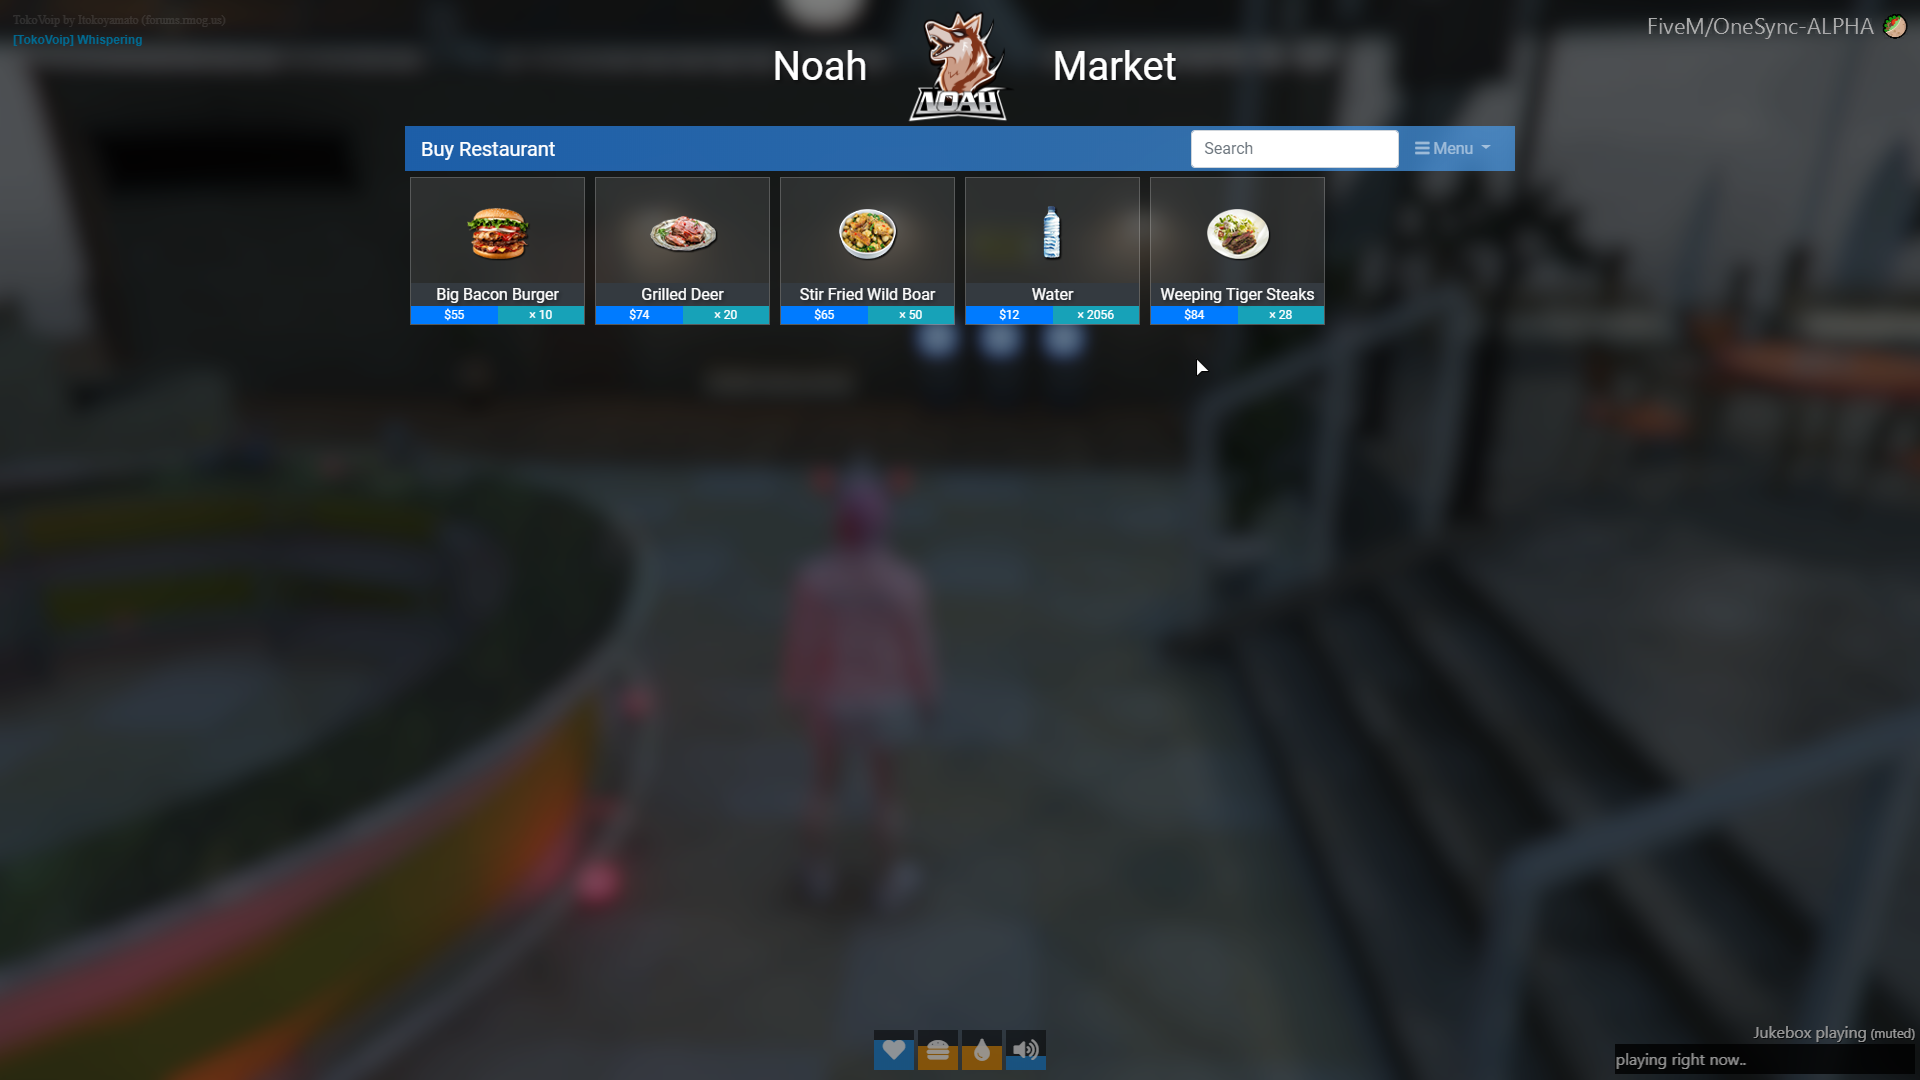 TokoVoip by Itokoyamato (forums.rmog.us)
[TokoVoip] Whispering
FiveM/OneSync-ALPHA
Noah Market
NOAH
Buy Restaurant
Search
Menu
Big Bacon Burger
$55 × 10
Grilled Deer
$74 × 20
Stir Fried Wild Boar
$65 × 50
Water
$12 × 2056
Weeping Tiger Steaks
$84 × 28
Jukebox playing (muted)
playing right now..